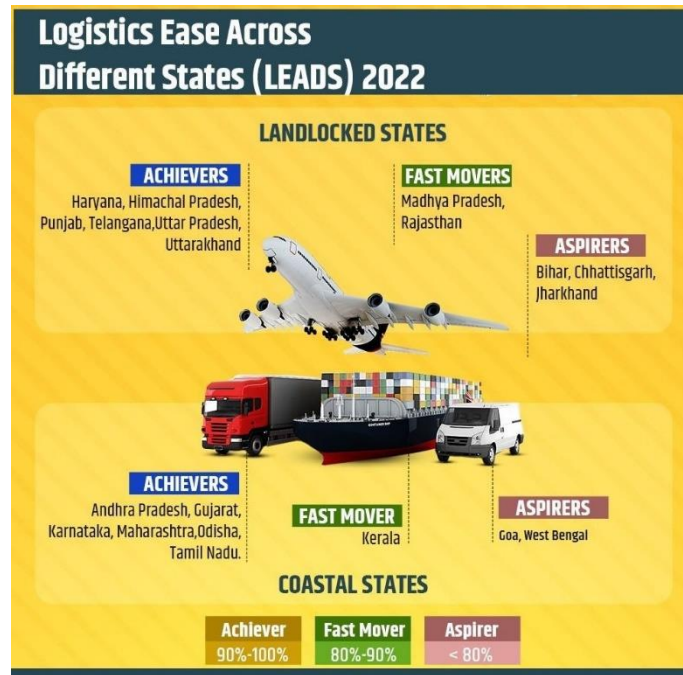 Logistics Ease Across
Different States (LEADS) 2022
LANDLOCKED STATES
ACHIEVERS
Haryana, Himachal Pradesh,
Punjab, Telangana,Uttar Pradesh,
Uttarakhand
FAST MOVERS
Madhya Pradesh,
Rajasthan
ASPIRERS
Bihar, Chhattisgarh,
Jharkhand
ACHIEVERS
Andhra Pradesh, Gujarat,
Karnataka, Maharashtra,Odisha,
Tamil Nadu.
FAST MOVER
Kerala
ASPIRERS
Goa, West Bengal
COASTAL STATES
Achiever
90%-100%
Fast Mover
80%-90%
Aspirer
< 80%